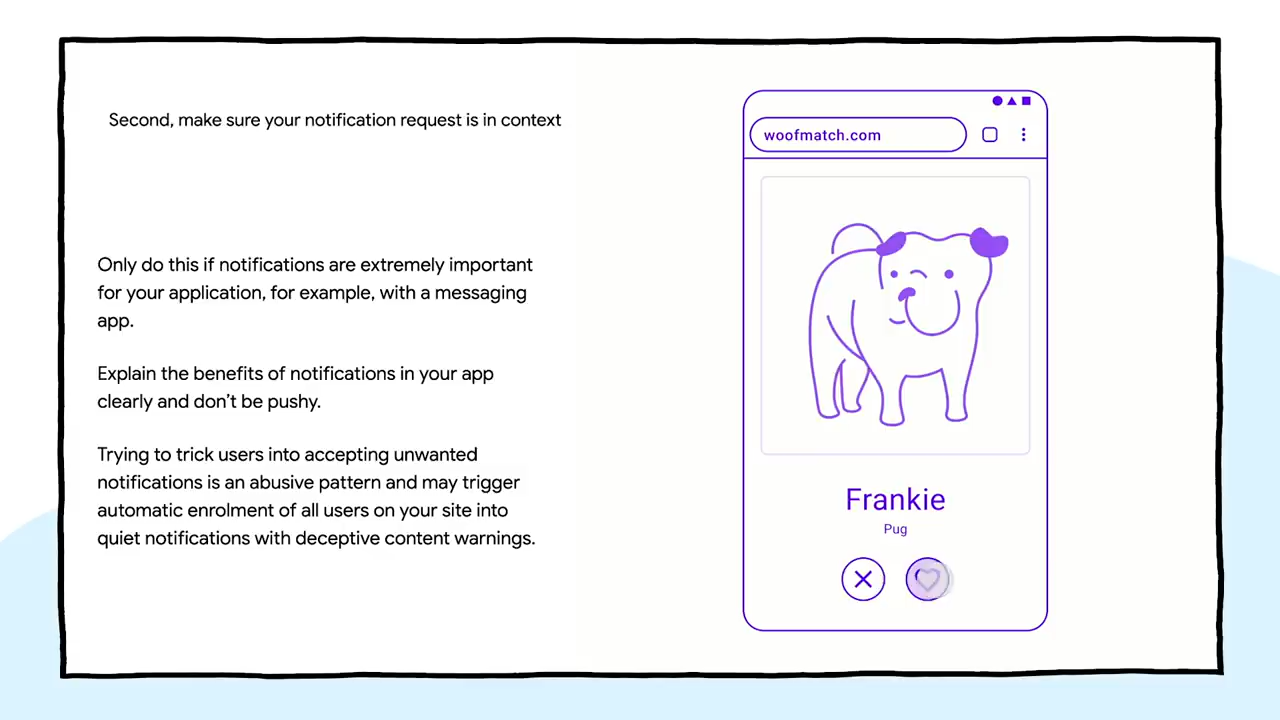 Second, make sure your notification request is in context
Only do this if notifications are extremely important
for your application, for example, with a messaging
app.
Explain the benefits of notifications in your app
clearly and don’t be pushy.
Trying to trick users into accepting unwanted
notifications is an abusive pattern and may trigger
automatic enrolment of all users on your site into
quiet notifications with deceptive content warnings.
woofmatch.com
Frankie
Pug